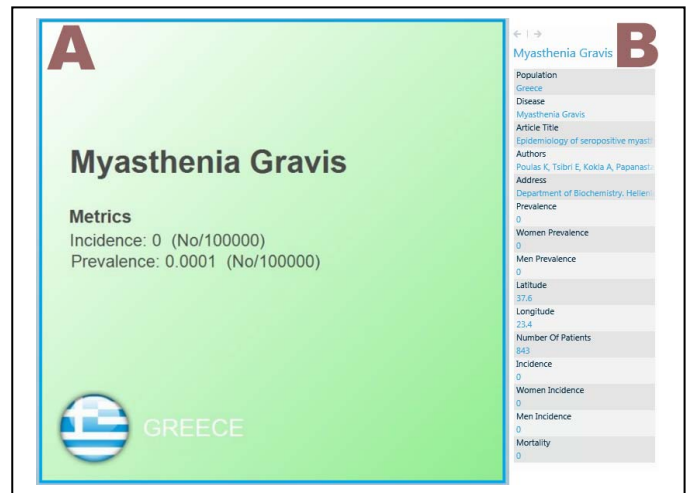 A
Myasthenia Gravis
Metrics
Incidence: 0 (No/100000)
Prevalence: 0.0001 (No/100000)
GREECE
← | →
B
Myasthenia Gravis
Population
Greece
Disease
Myasthenia Gravis
Article Title
Epidemiology of seropositive myasth
Authors
Poulas K, Tsibri E, Kokla A, Papanasta
Address
Department of Biochemistry. Helleni
Prevalence
0
Women Prevalence
0
Men Prevalence
0
Latitude
37.6
Longitude
23.4
Number Of Patients
843
Incidence
0
Women Incidence
0
Men Incidence
0
Mortality
0